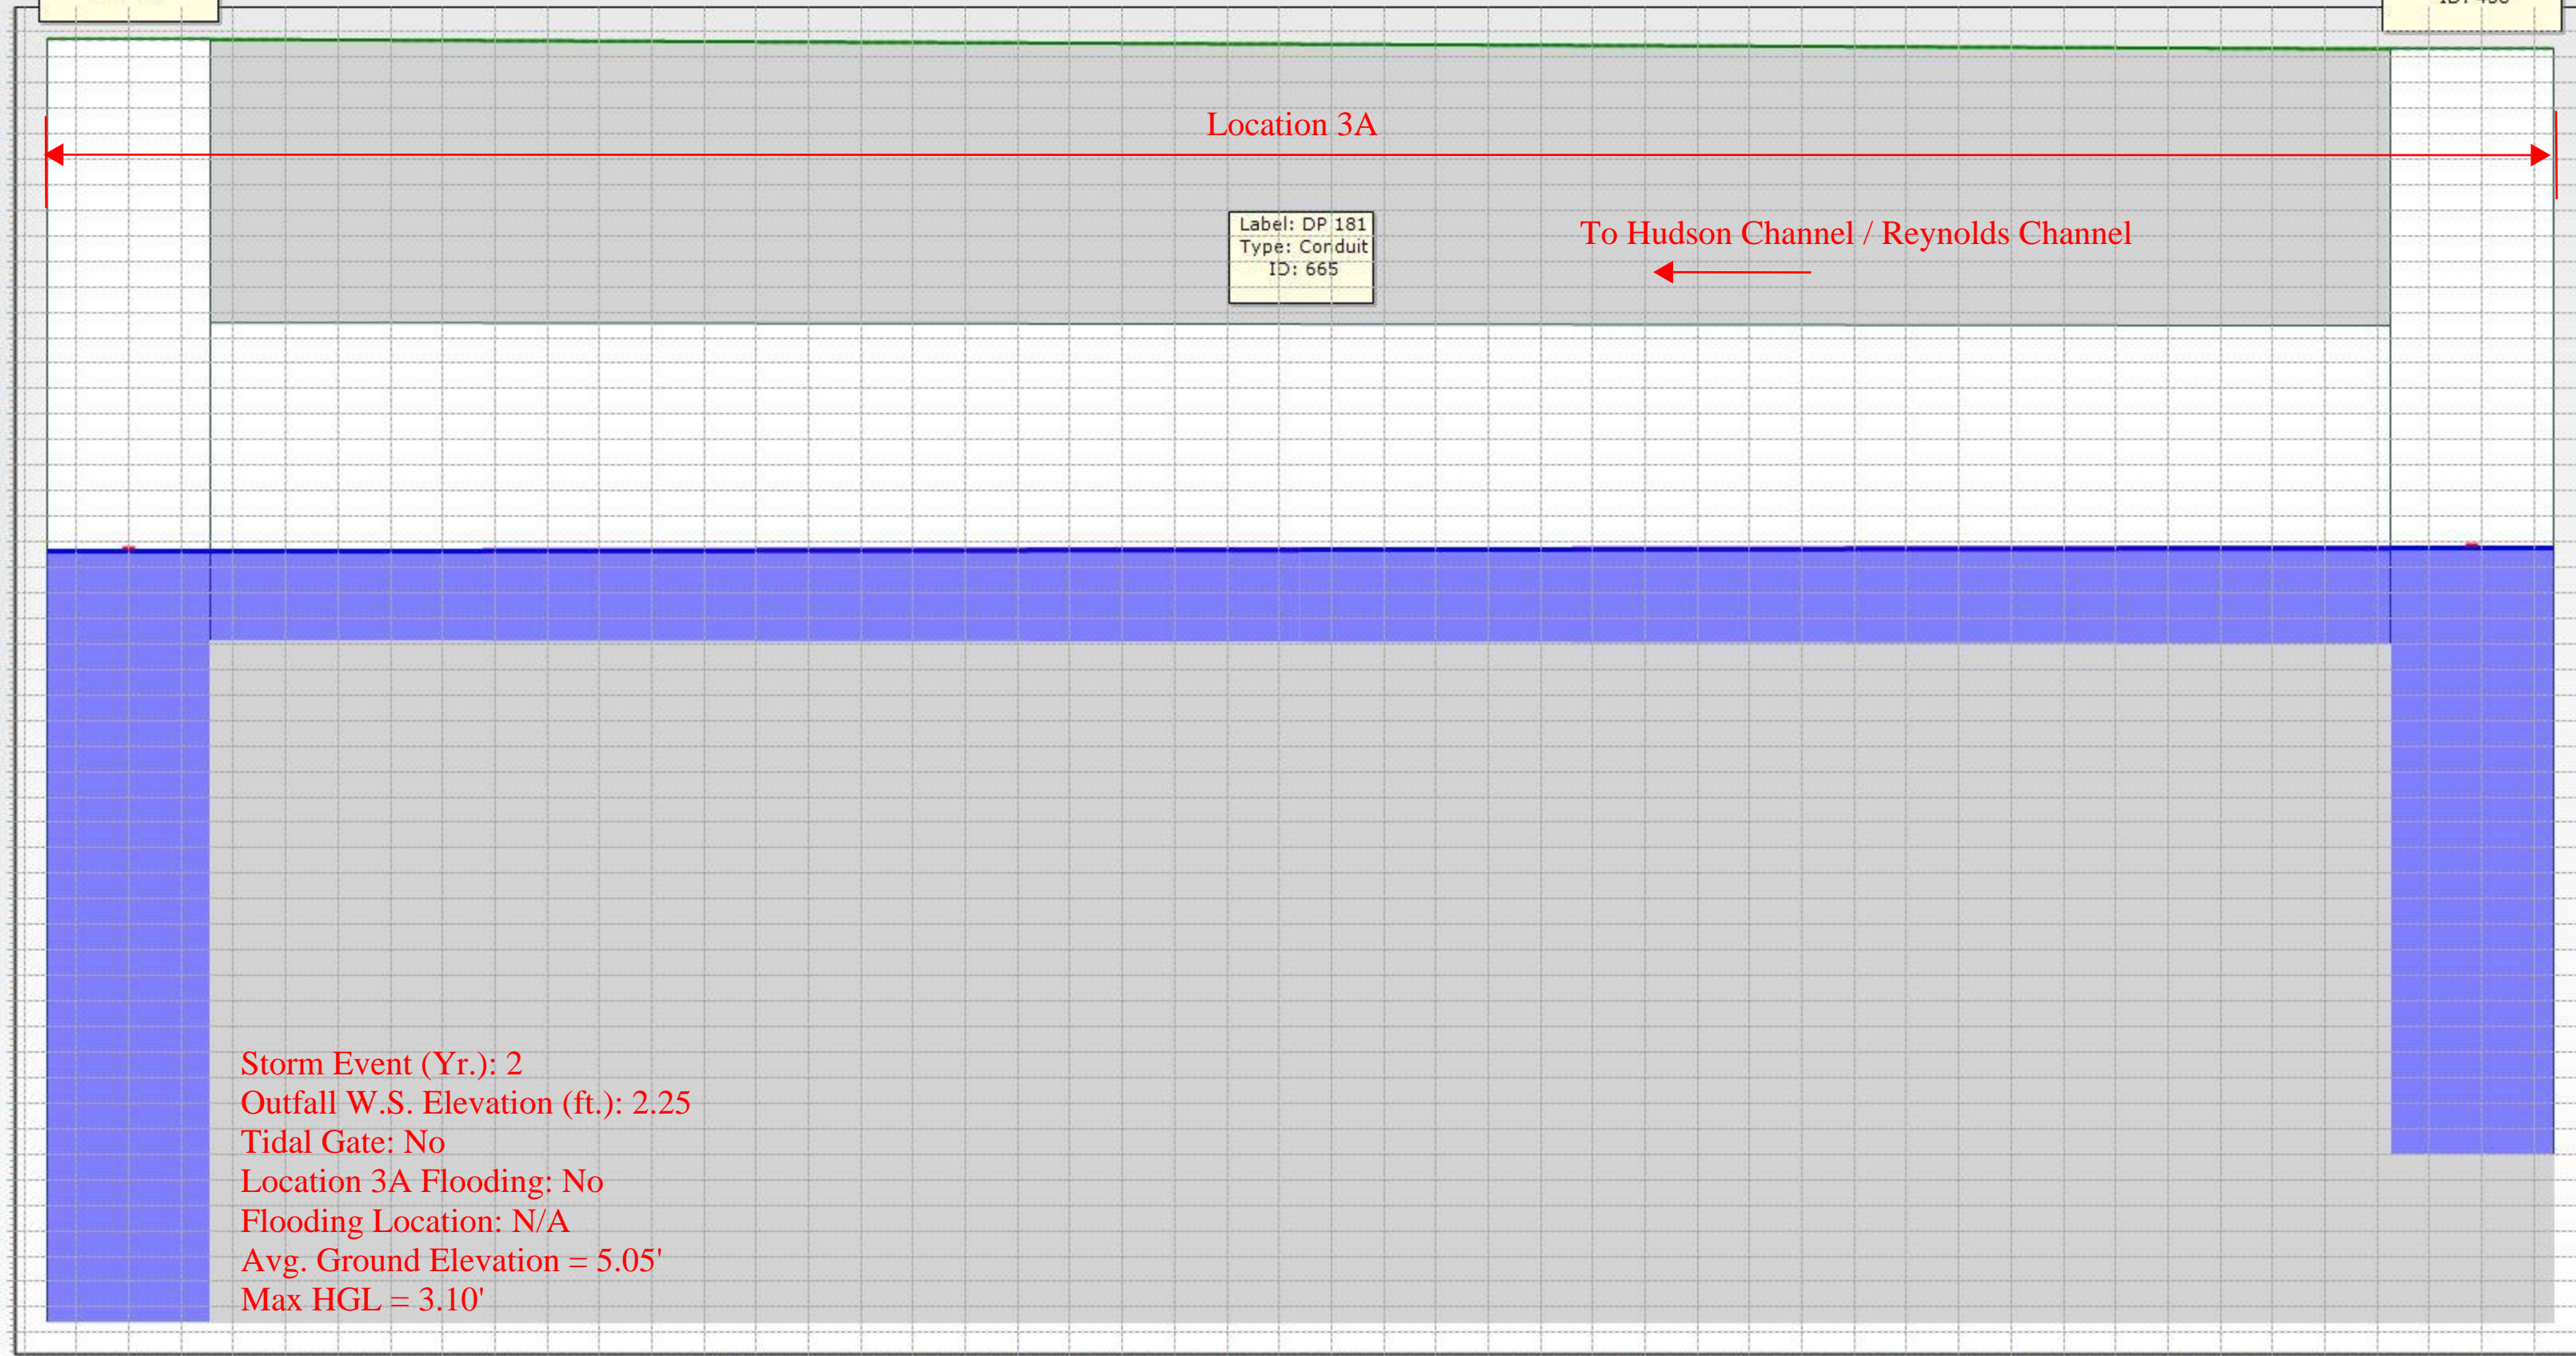 Location 3A
Label: DP 181
Type: Conduit
ID: 665
To Hudson Channel / Reynolds Channel
Storm Event (Yr.): 2
Outfall W.S. Elevation (ft.): 2.25
Tidal Gate: No
Location 3A Flooding: No
Flooding Location: N/A
Avg. Ground Elevation = 5.05'
Max HGL = 3.10'